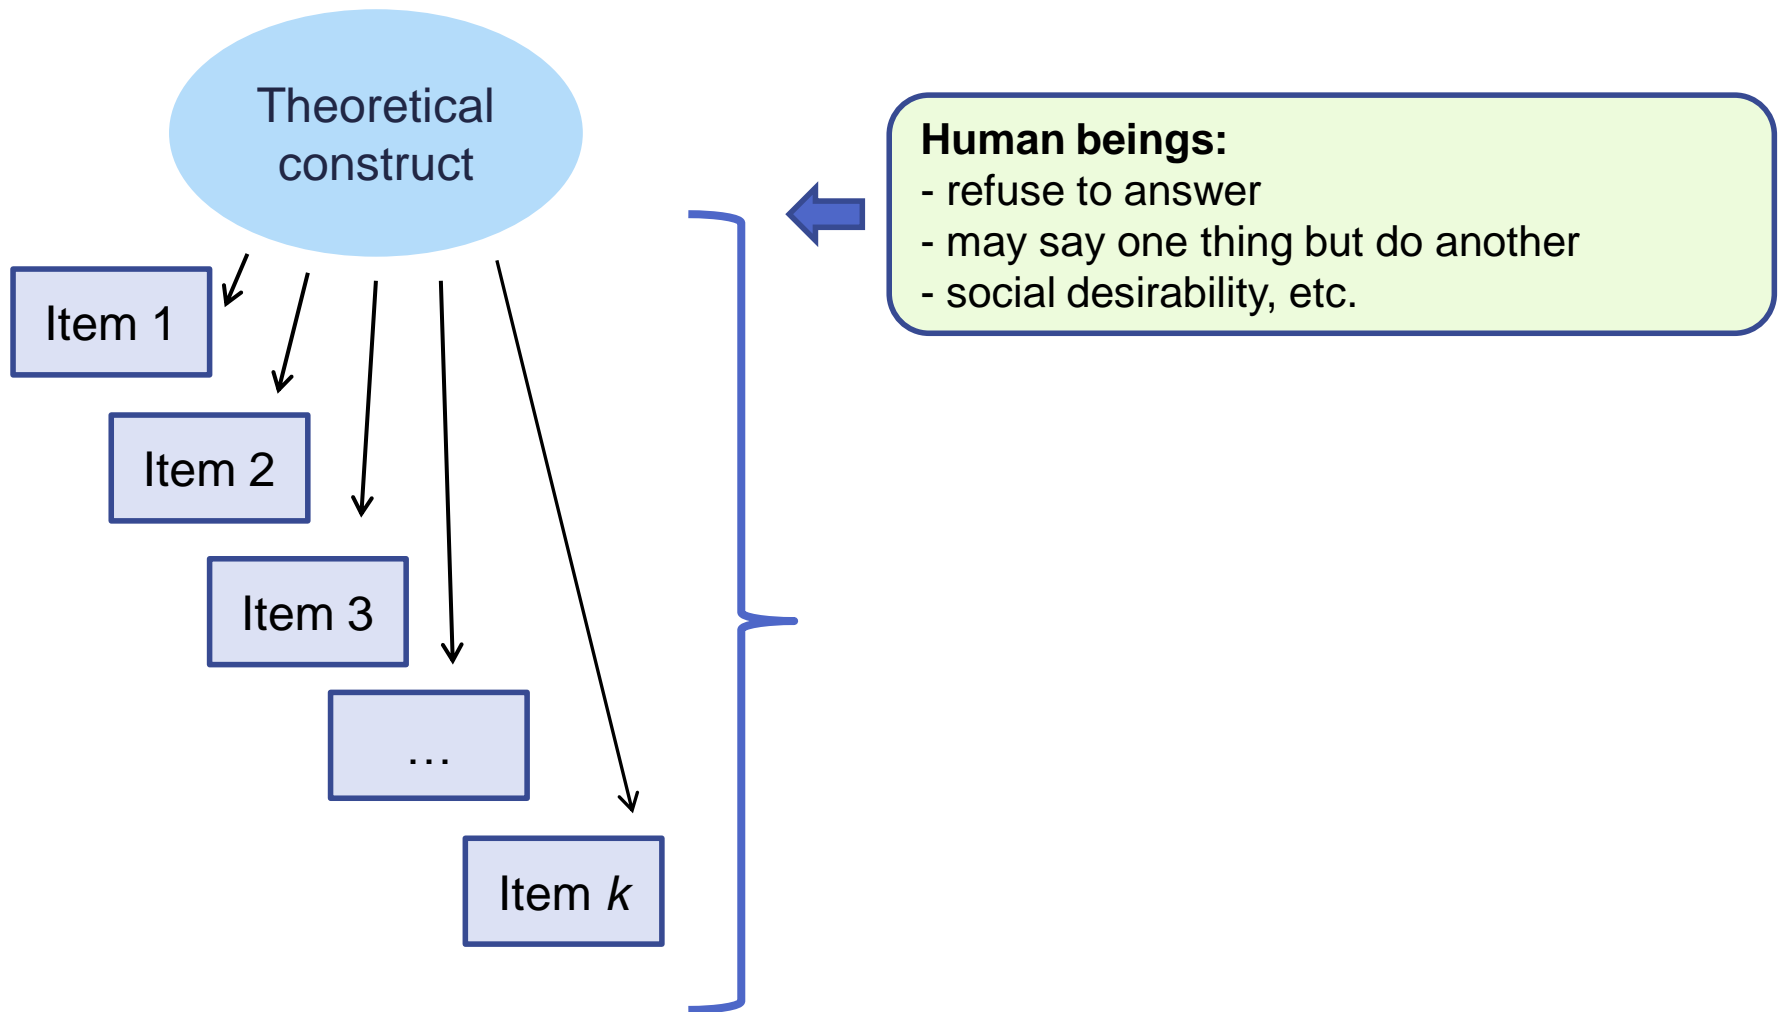 Theoretical
construct
Human beings:
- refuse to answer
- may say one thing but do another
- social desirability, etc.
Item 1
Item 2
Item 3
…
Item k